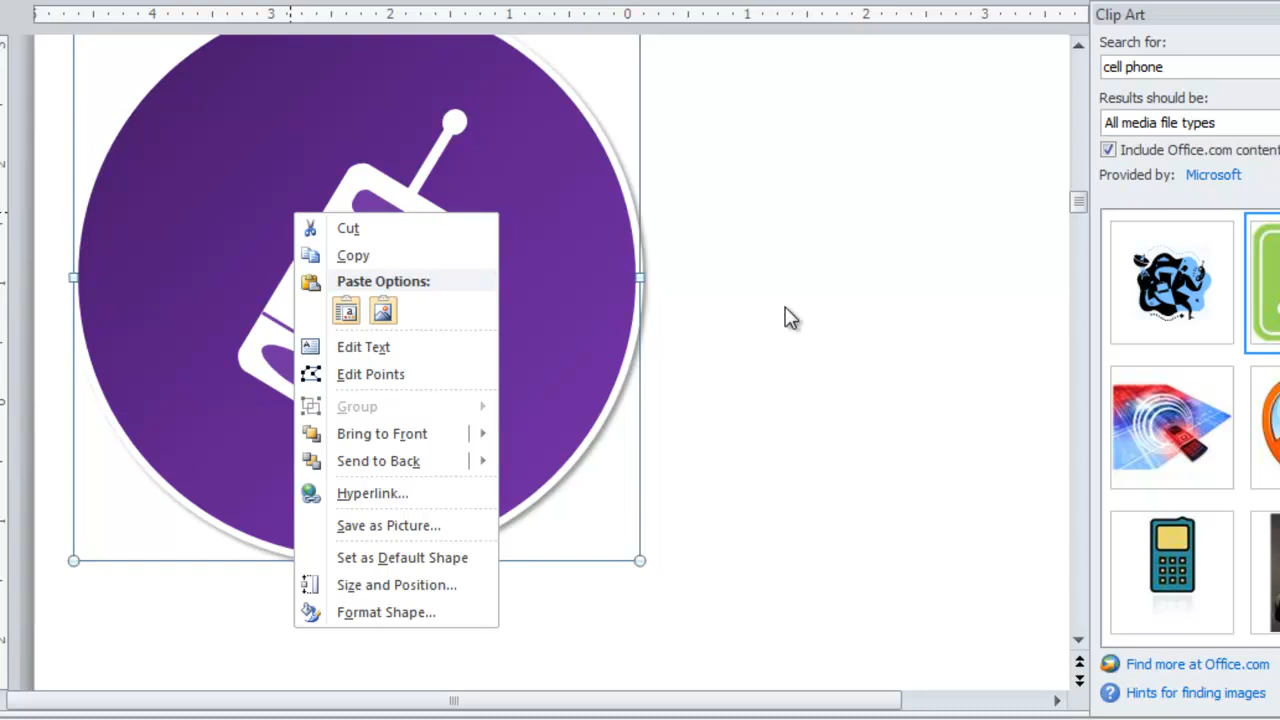 4 3 2 1 0 1 2 3
Clip Art
Search for:
cell phone
Results should be:
All media file types
Include Office.com content
Provided by: Microsoft
Cut
Copy
Paste Options:
a
Edit Text
Edit Points
Group
Bring to Front
Send to Back
Hyperlink...
Save as Picture...
Set as Default Shape
Size and Position...
Format Shape...
Find more at Office.com
Hints for finding images